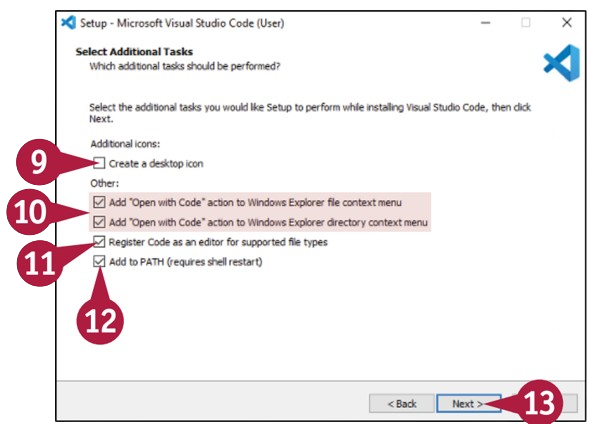 Setup - Microsoft Visual Studio Code (User)
Select Additional Tasks
Which additional tasks should be performed?
Select the additional tasks you would like Setup to perform while installing Visual Studio Code, then click
Next.
Additional icons:
9
Create a desktop icon
Other:
10
Add "Open with Code" action to Windows Explorer file context menu
Add "Open with Code" action to Windows Explorer directory context menu
11
Register Code as an editor for supported file types
Add to PATH (requires shell restart)
12
< Back
Next >
13